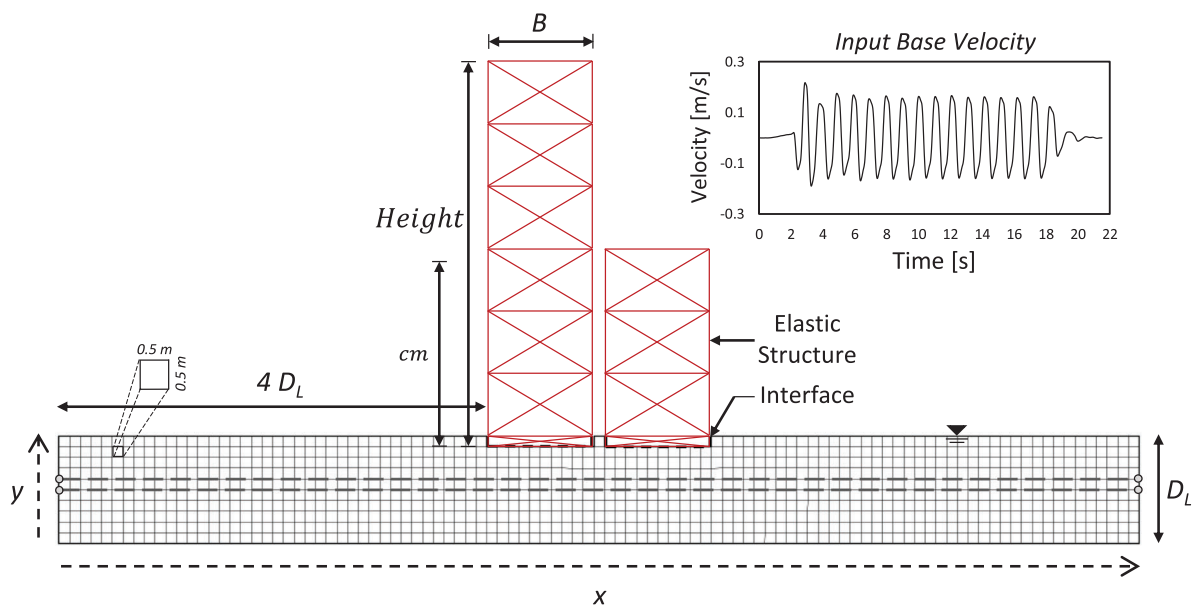 B
Input Base Velocity
0.3
0.1
-0.1
-0.3
Velocity [m/s]
0 2 4 6 8 10 12 14 16 18 20 22
Time [s]
Height
cm
Elastic
Structure
Interface
0.5 m
0.5 m
4 D_L
y
D_L
x